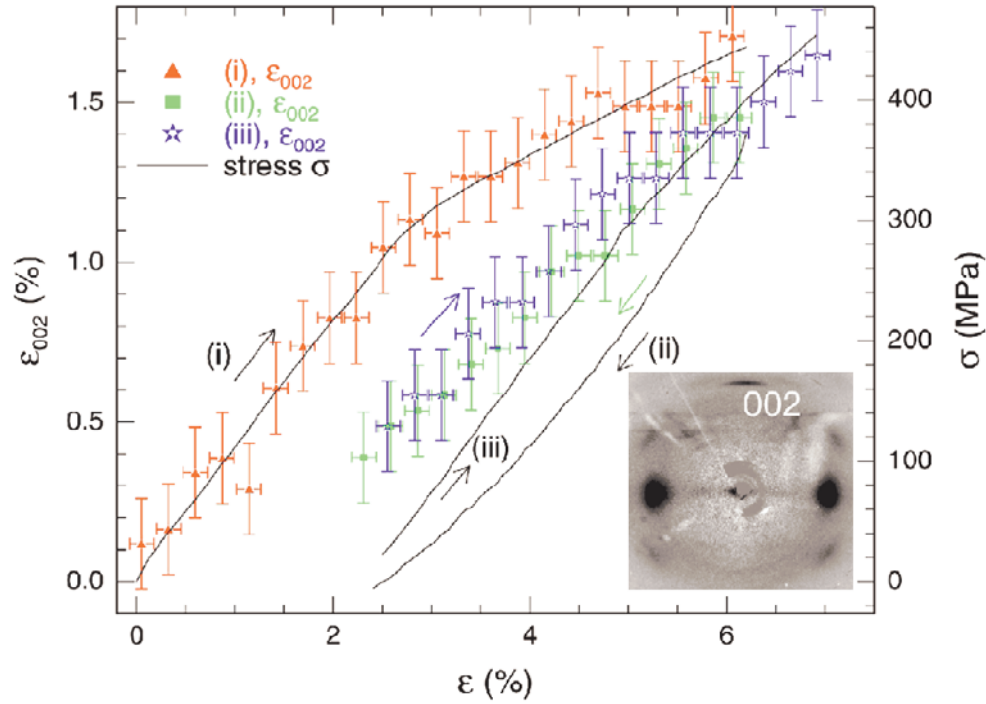 (i), ε002
(ii), ε002
(iii), ε002
stress σ
1.5
1.0
0.5
0.0
ε002 (%)
400
300
200
100
0
σ (MPa)
(i)
(ii)
(iii)
002
0 2 4 6
ε (%)